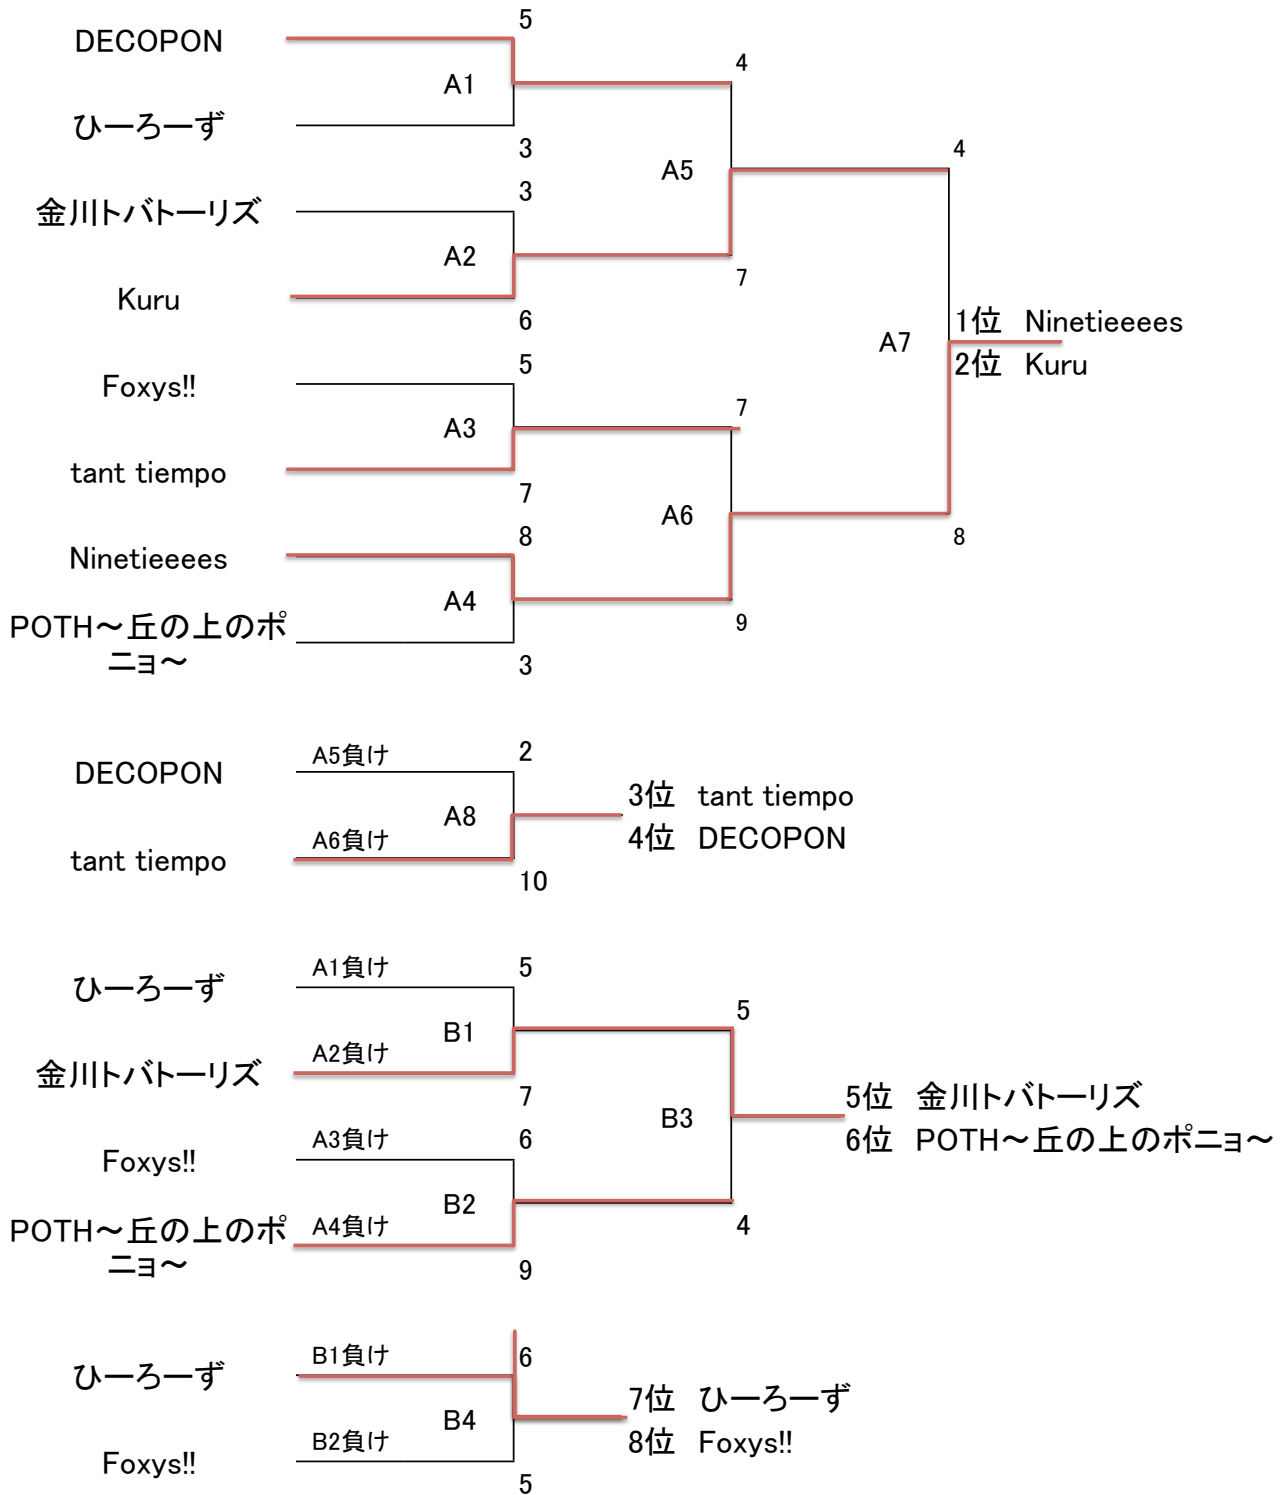 5
DECOPON
4
A1
ひーろーず
3
4
A5
3
金川トバトーリズ
A2
7
Kuru
6
1位 Ninetieeees
A7
2位 Kuru
5
Foxys!!
7
A3
tant tiempo
7
A6
8
8
Ninetieeees
A4
9
POTH～丘の上のポ
ニョ～
3
A5負け
2
DECOPON
3位 tant tiempo
A8
4位 DECOPON
A6負け
tant tiempo
10
A1負け
5
ひーろーず
5
B1
A2負け
金川トバトーリズ
7
5位 金川トバトーリズ
B3
6位 POTH～丘の上のポニョ～
A3負け
6
Foxys!!
B2
A4負け
4
POTH～丘の上のポ
ニョ～
9
B1負け
6
ひーろーず
7位 ひーろーず
B4
8位 Foxys!!
B2負け
Foxys!!
5